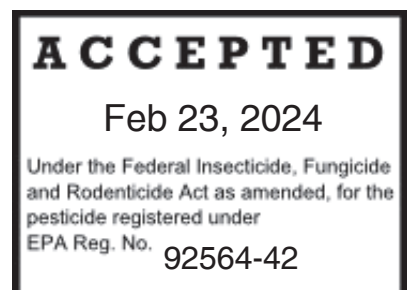 ACCEPTED
Feb 23, 2024
Under the Federal Insecticide, Fungicide
and Rodenticide Act as amended, for the
pesticide registered under
EPA Reg. No. 92564-42